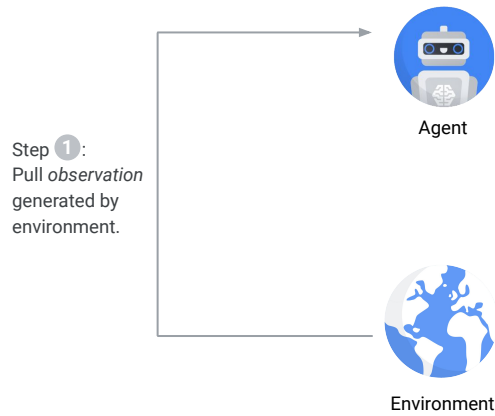 Agent
Step 1:
Pull observation
generated by
environment.
Environment